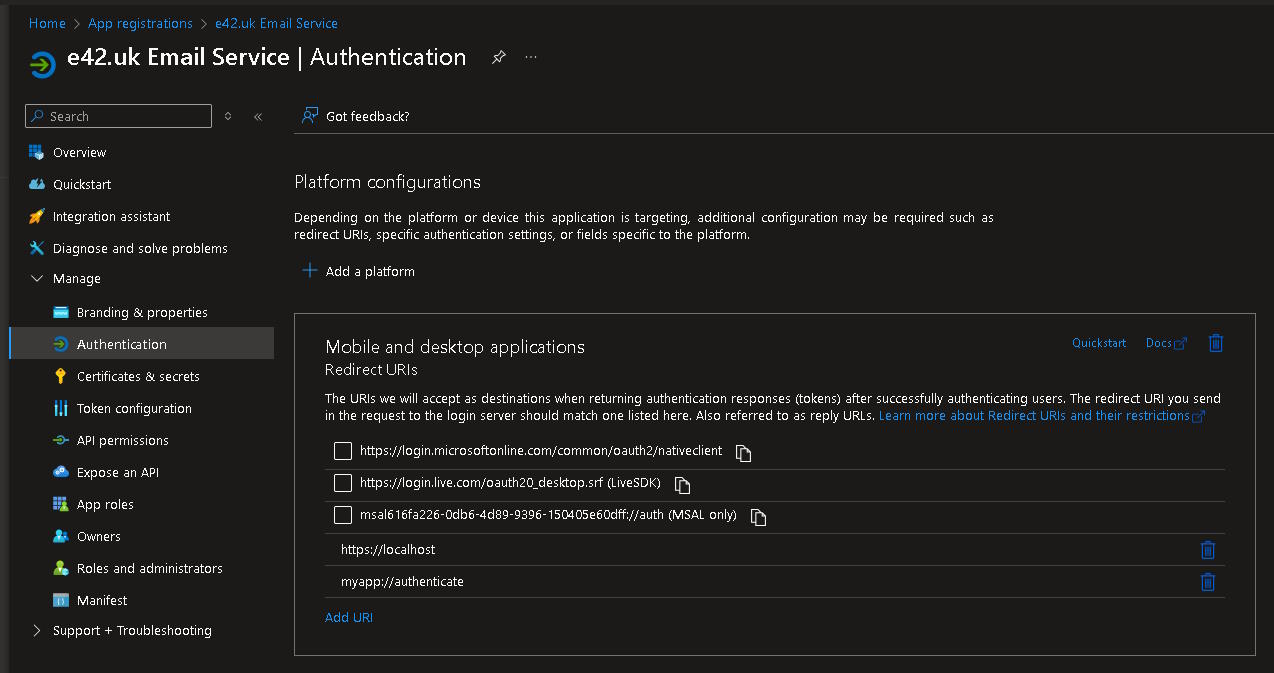 Home > App registrations > e42.uk Email Service
e42.uk Email Service | Authentication
Search
Got feedback?
Overview
Quickstart
Integration assistant
Diagnose and solve problems
Manage
Branding & properties
Authentication
Certificates & secrets
Token configuration
API permissions
Expose an API
App roles
Owners
Roles and administrators
Manifest
Support + Troubleshooting
Platform configurations
Depending on the platform or device this application is targeting, additional configuration may be required such as
redirect URIs, specific authentication settings, or fields specific to the platform.
Add a platform
Mobile and desktop applications
Quickstart Docs
Redirect URIs
The URIs we will accept as destinations when returning authentication responses (tokens) after successfully authenticating users. The redirect URI you send
in the request to the login server should match one listed here. Also referred to as reply URLs. Learn more about Redirect URIs and their restrictions
https://login.microsoftonline.com/common/oauth2/nativeclient
https://login.live.com/oauth20_desktop.srf (LiveSDK)
msal616fa226-0db6-4d89-9396-150405e60dff://auth (MSAL only)
https://localhost
myapp://authenticate
Add URI